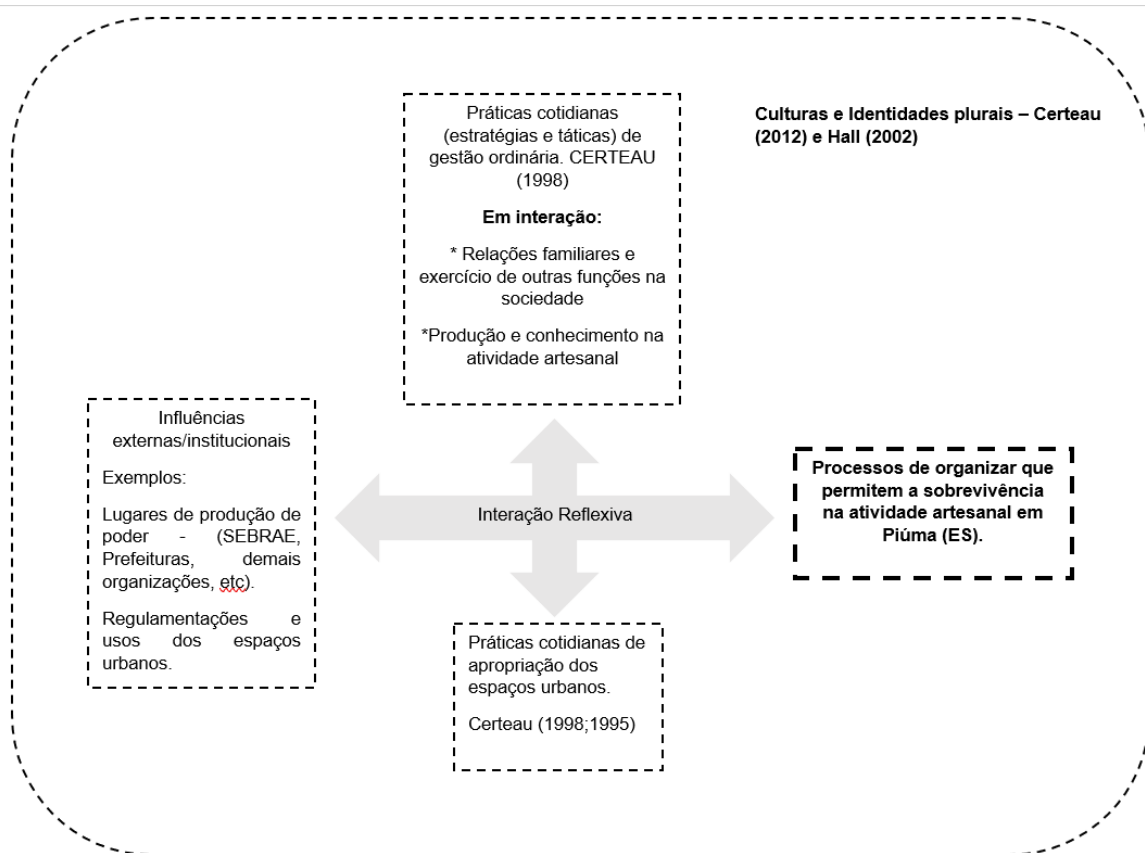 Práticas cotidianas
(estratégias e táticas) de
gestão ordinária. CERTEAU
(1998)
Em interação:
* Relações familiares e
exercício de outras funções na
sociedade
*Produção e conhecimento na
atividade artesanal
Culturas e Identidades plurais – Certeau
(2012) e Hall (2002)
Influências
externas/institucionais
Exemplos:
Lugares de produção de
poder - (SEBRAE,
Prefeituras, demais
organizações, etc).
Regulamentações e
usos dos espaços
urbanos.
Interação Reflexiva
Processos de organizar que
permitem a sobrevivência
na atividade artesanal em
Piúma (ES).
Práticas cotidianas de
apropriação dos
espaços urbanos.
Certeau (1998;1995)